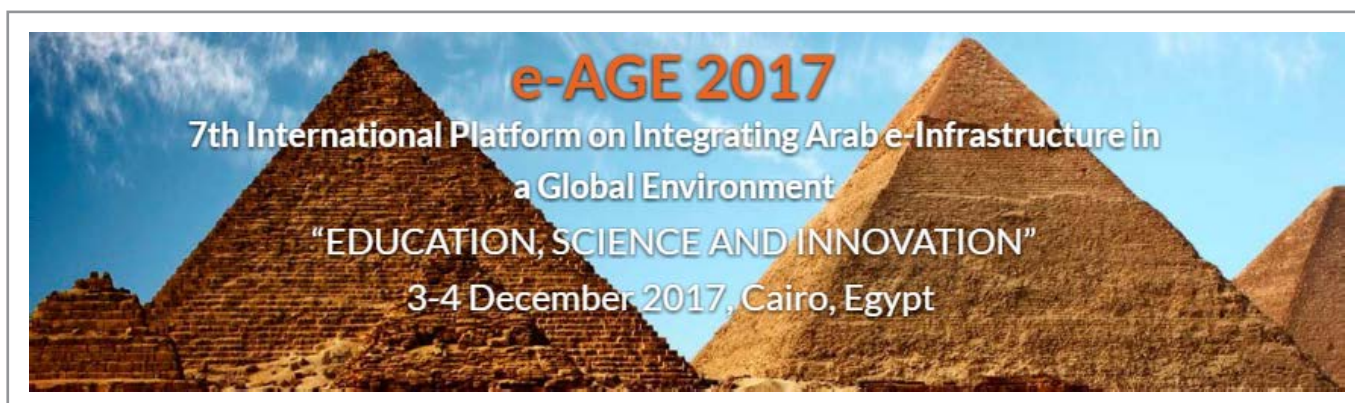 e-AGE 2017
7th International Platform on Integrating Arab e-Infrastructure in
a Global Environment
“EDUCATION, SCIENCE AND INNOVATION”
3-4 December 2017, Cairo, Egypt